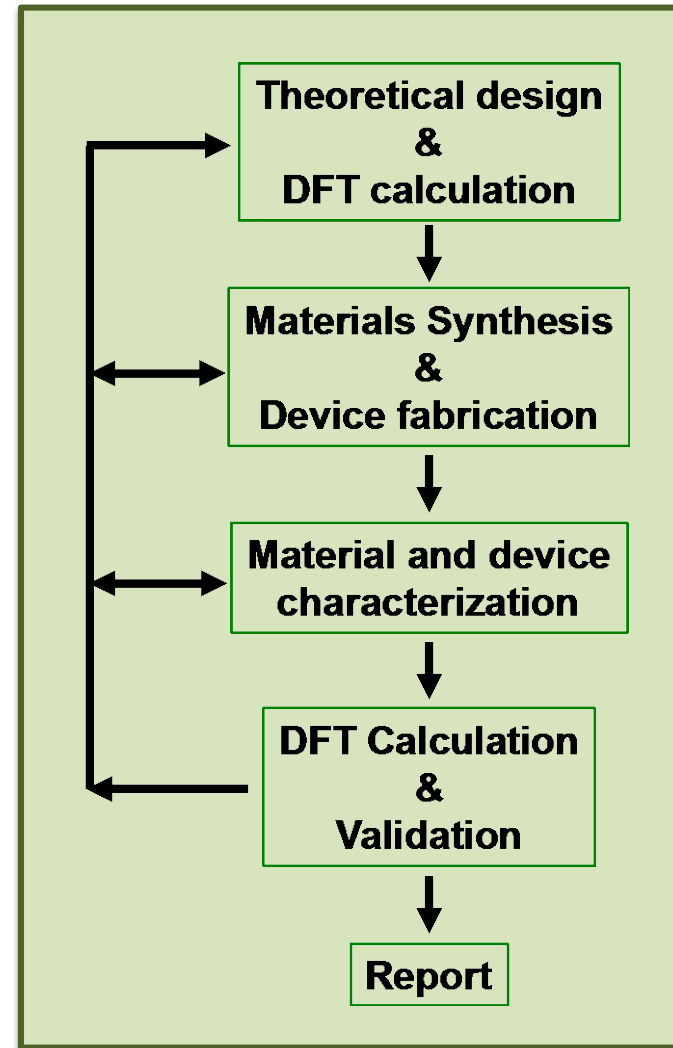 Theoretical design
&
DFT calculation
Materials Synthesis
&
Device fabrication
Material and device
characterization
DFT Calculation
&
Validation
Report